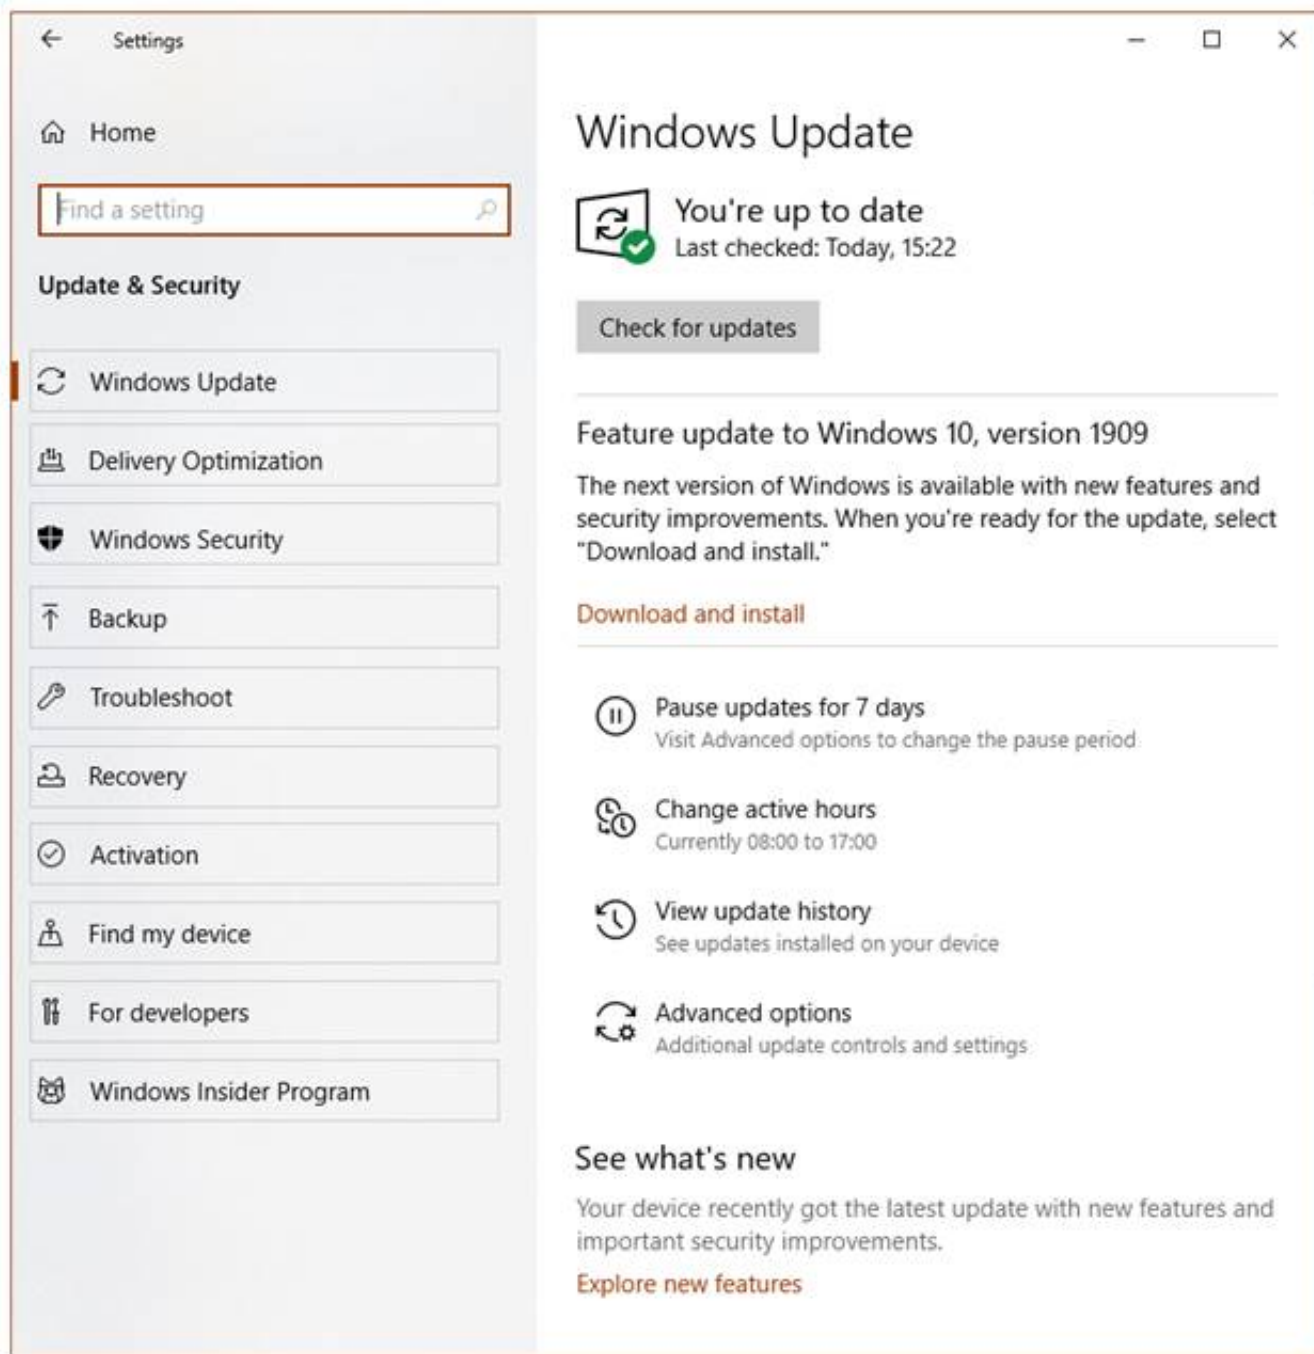 Settings
Home
Find a setting
Update & Security
Windows Update
Delivery Optimization
Windows Security
Backup
Troubleshoot
Recovery
Activation
Find my device
For developers
Windows Insider Program
Windows Update
You're up to date
Last checked: Today, 15:22
Check for updates
Feature update to Windows 10, version 1909
The next version of Windows is available with new features and
security improvements. When you're ready for the update, select
"Download and install."
Download and install
Pause updates for 7 days
Visit Advanced options to change the pause period
Change active hours
Currently 08:00 to 17:00
View update history
See updates installed on your device
Advanced options
Additional update controls and settings
See what's new
Your device recently got the latest update with new features and
important security improvements.
Explore new features